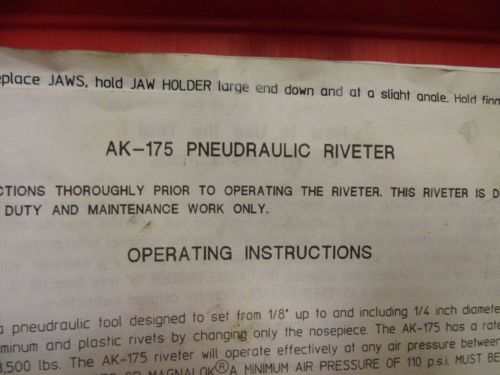 eplace JAWS, hold JAW HOLDER large end down and at a slight angle. Hold
AK-175 PNEUDRAULIC RIVETER
CTIONS THOROUGHLY PRIOR TO OPERATING THE RIVETER. THIS RIVETER IS D
DUTY AND MAINTENANCE WORK ONLY.
OPERATING INSTRUCTIONS
a pneudraulic tool designed to set from 1/8" up to and including 1/4 inch diamete
minum and plastic rivets by changing only the nosepiece. The AK-175 has a rate
3,500 lbs. The AK-175 riveter will operate effectively at any air pressure between
OR MAGNALOK®A MINIMUM AIR PRESSURE OF 110 p.s.i. MUST BE